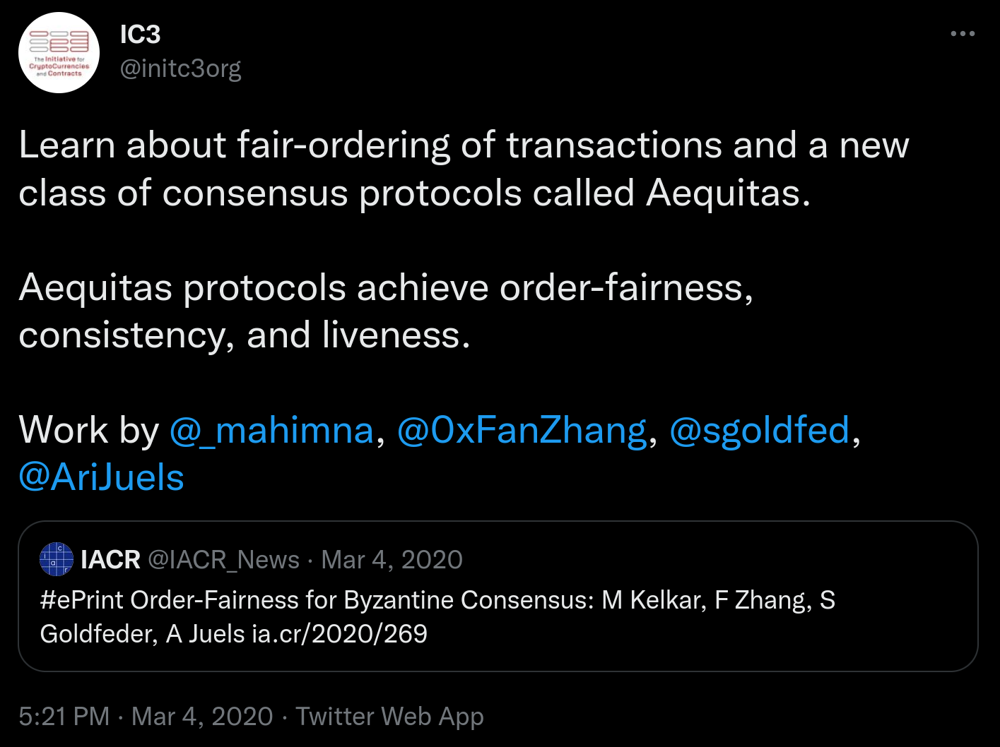 The Initiative for
CryptoCurrencies
and Contracts
IC3
@initc3org
Learn about fair-ordering of transactions and a new
class of consensus protocols called Aequitas.
Aequitas protocols achieve order-fairness,
consistency, and liveness.
Work by @_mahimna, @0xFanZhang, @sgoldfed,
@AriJuels
IACR @IACR_News · Mar 4, 2020
#ePrint Order-Fairness for Byzantine Consensus: M Kelkar, F Zhang, S
Goldfeder, A Juels ia.cr/2020/269
5:21 PM · Mar 4, 2020 · Twitter Web App